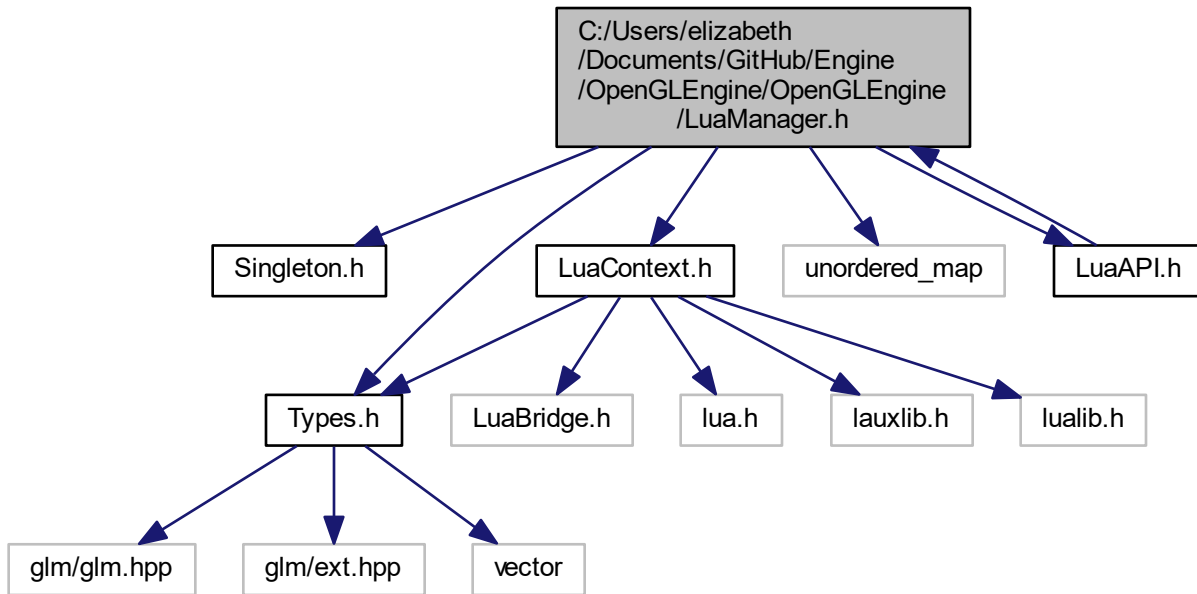 C:/Users/elizabeth
/Documents/GitHub/Engine
/OpenGLEngine/OpenGLEngine
/LuaManager.h
Singleton.h
LuaContext.h
unordered_map
LuaAPI.h
Types.h
LuaBridge.h
lua.h
lauxlib.h
lualib.h
glm/glm.hpp
glm/ext.hpp
vector